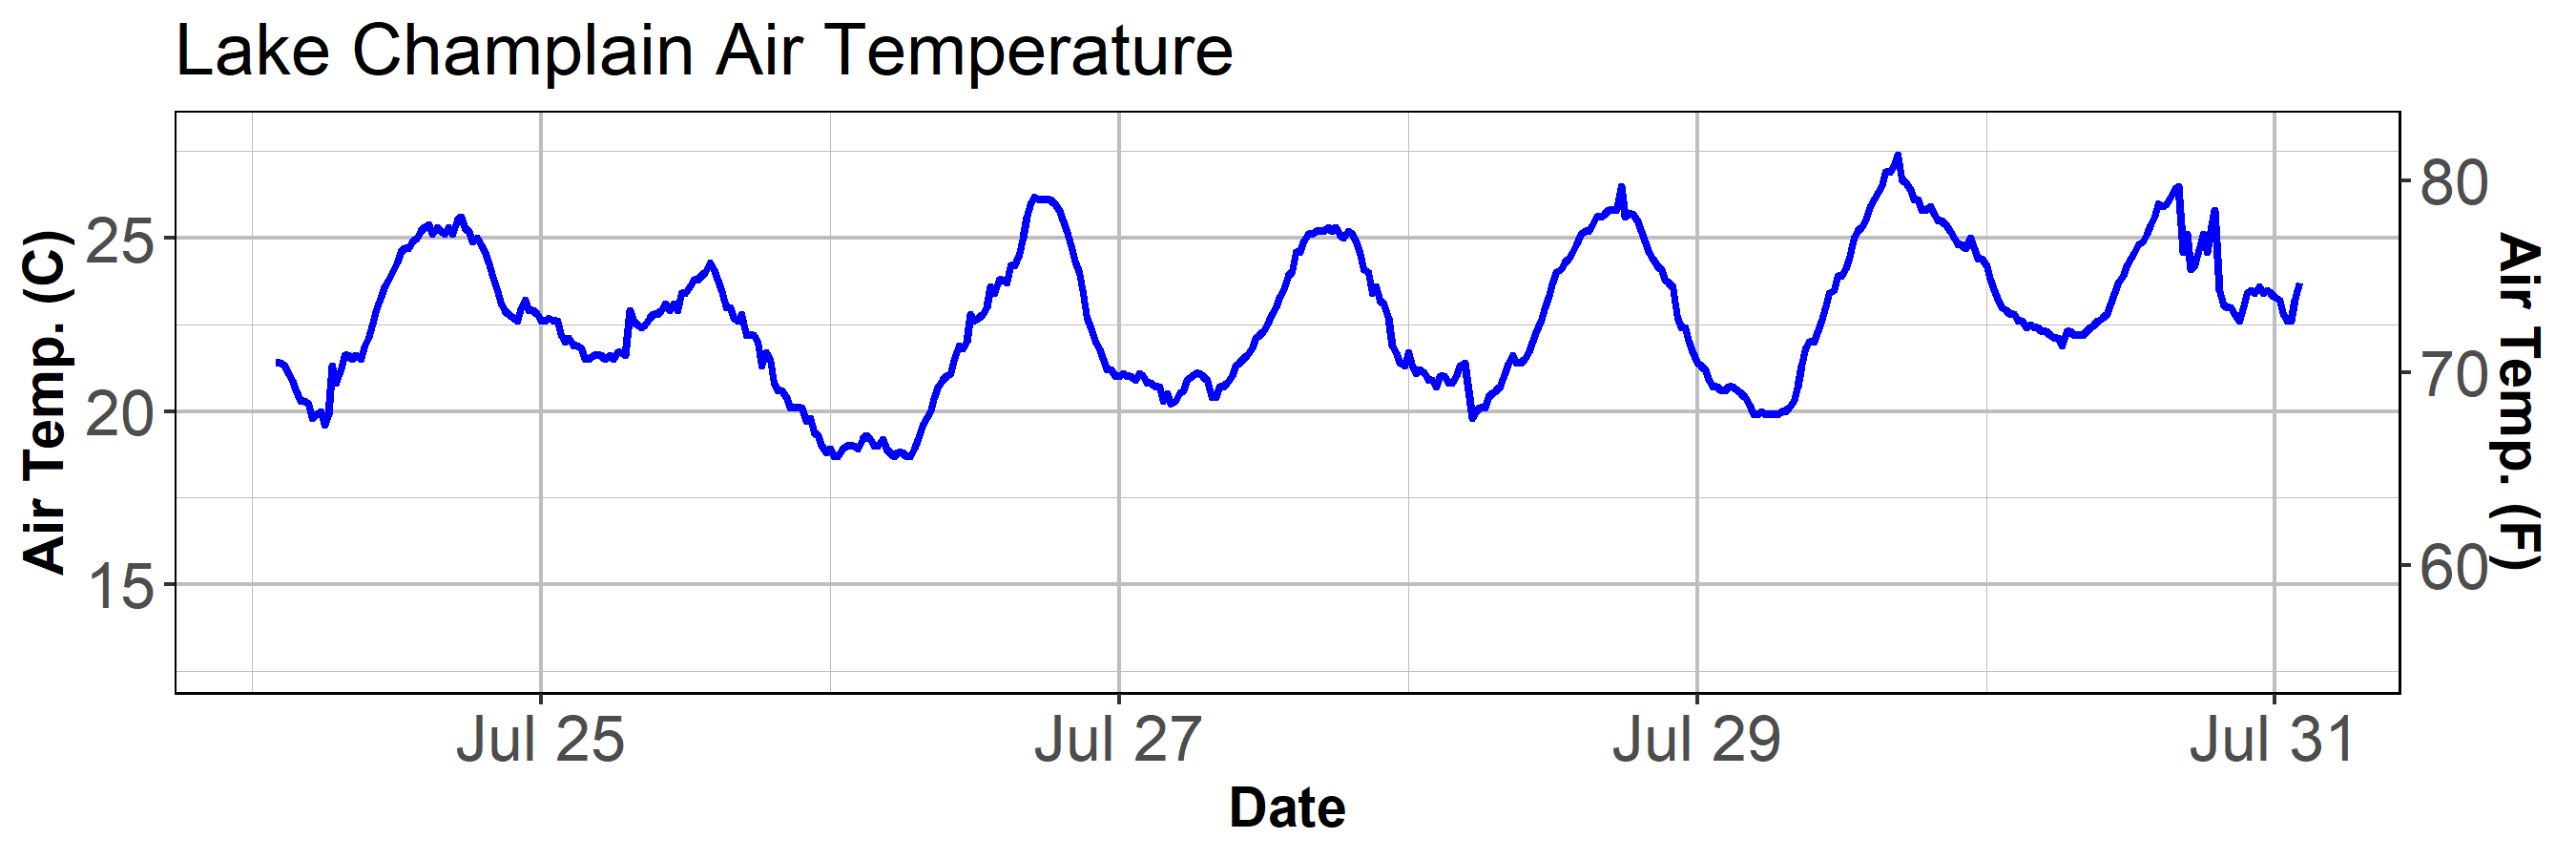 Lake Champlain Air Temperature
Air Temp. (C)
25
20
15
80
70
60
Air Temp. (F)
Jul 25
Jul 27
Jul 29
Jul 31
Date